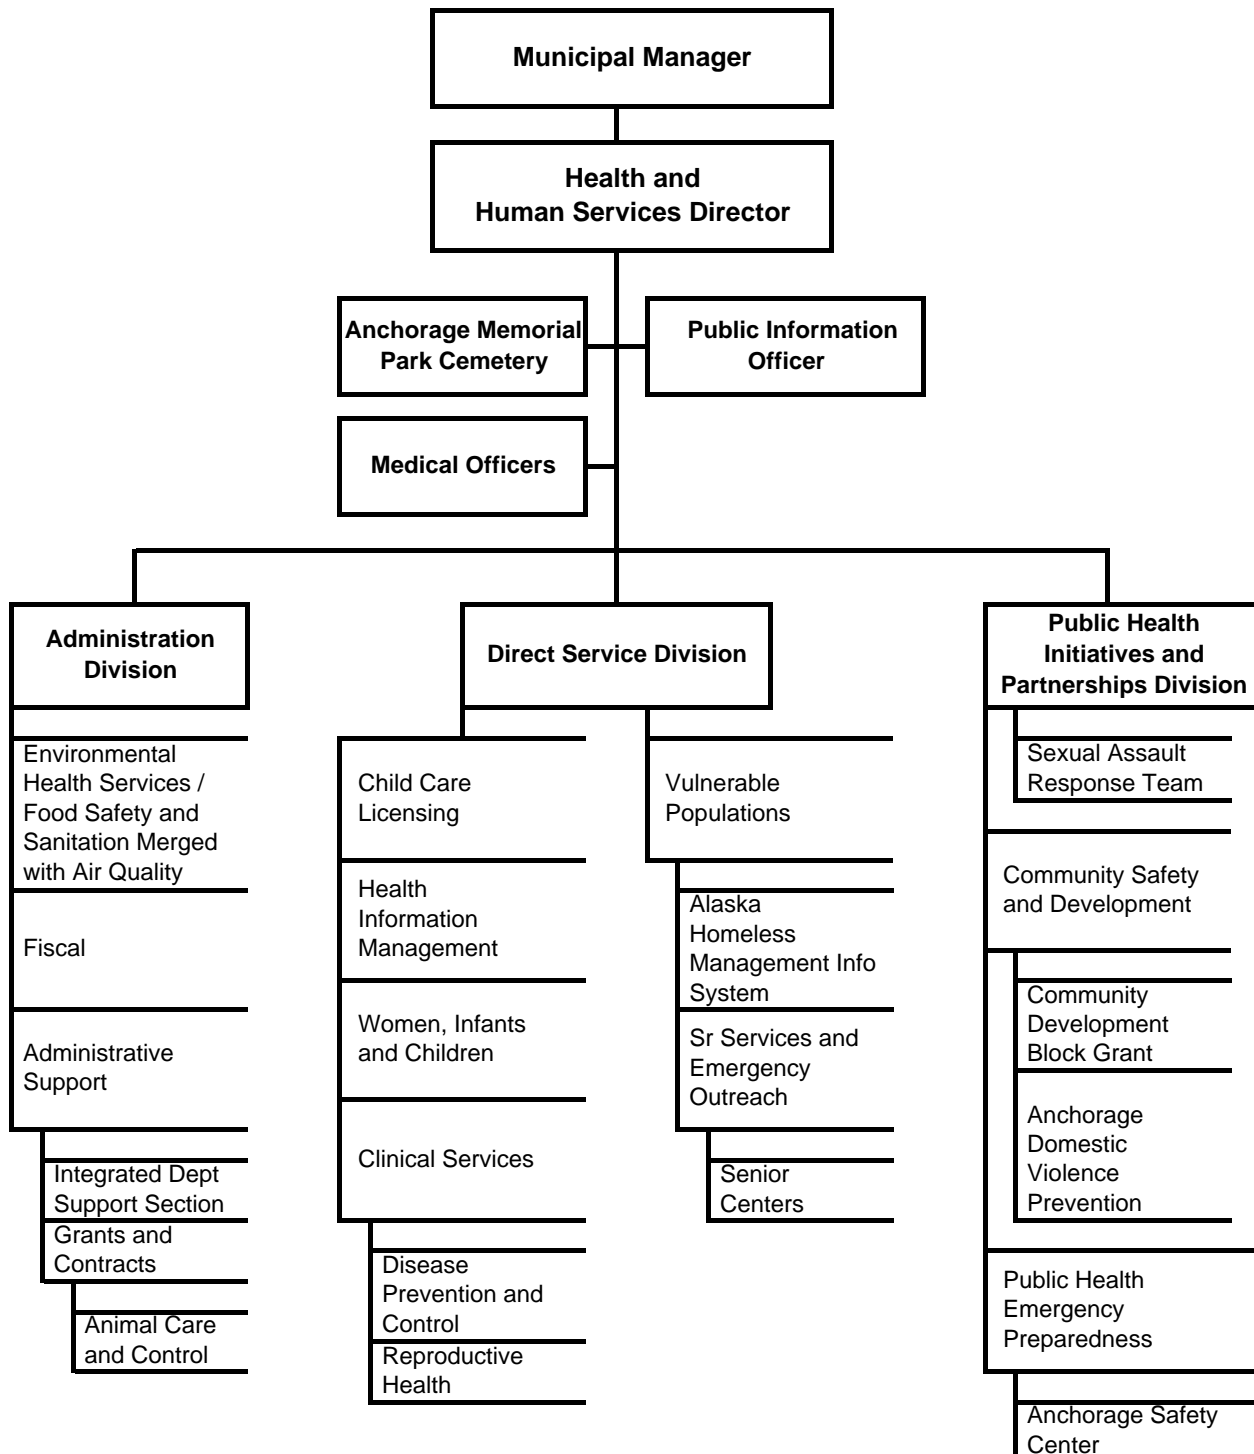 Municipal Manager
Health and
Human Services Director
Anchorage Memorial
Park Cemetery
Public Information
Officer
Medical Officers
Administration
Division
Environmental
Health Services /
Food Safety and
Sanitation Merged
with Air Quality
Fiscal
Administrative
Support
Integrated Dept
Support Section
Grants and
Contracts
Animal Care
and Control
Direct Service Division
Child Care
Licensing
Health
Information
Management
Women, Infants
and Children
Clinical Services
Disease
Prevention and
Control
Reproductive
Health
Vulnerable
Populations
Alaska
Homeless
Management Info
System
Sr Services and
Emergency
Outreach
Senior
Centers
Public Health
Initiatives and
Partnerships Division
Sexual Assault
Response Team
Community Safety
and Development
Community
Development
Block Grant
Anchorage
Domestic
Violence
Prevention
Public Health
Emergency
Preparedness
Anchorage Safety
Center